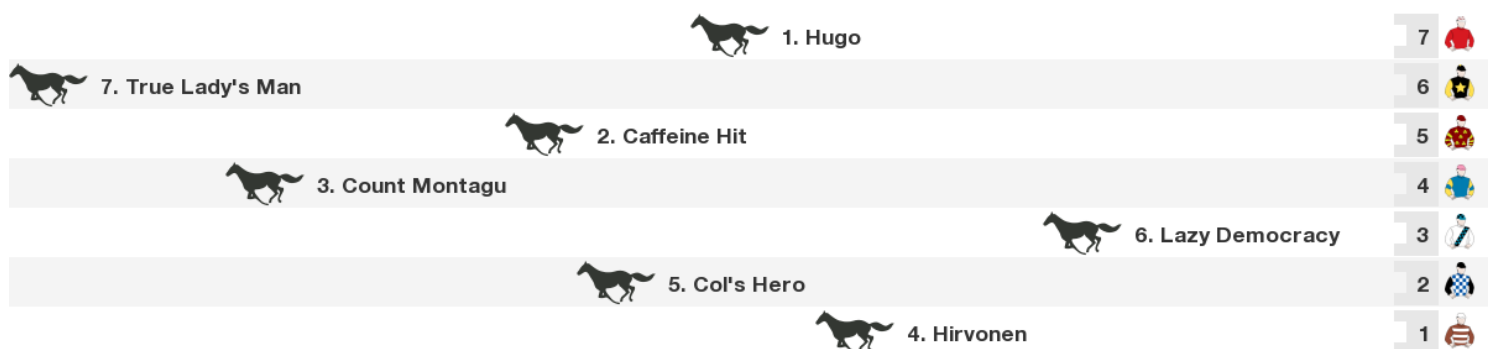 1. Hugo 7
7. True Lady's Man 6
2. Caffeine Hit 5
3. Count Montagu 4
6. Lazy Democracy 3
5. Col's Hero 2
4. Hirvonen 1